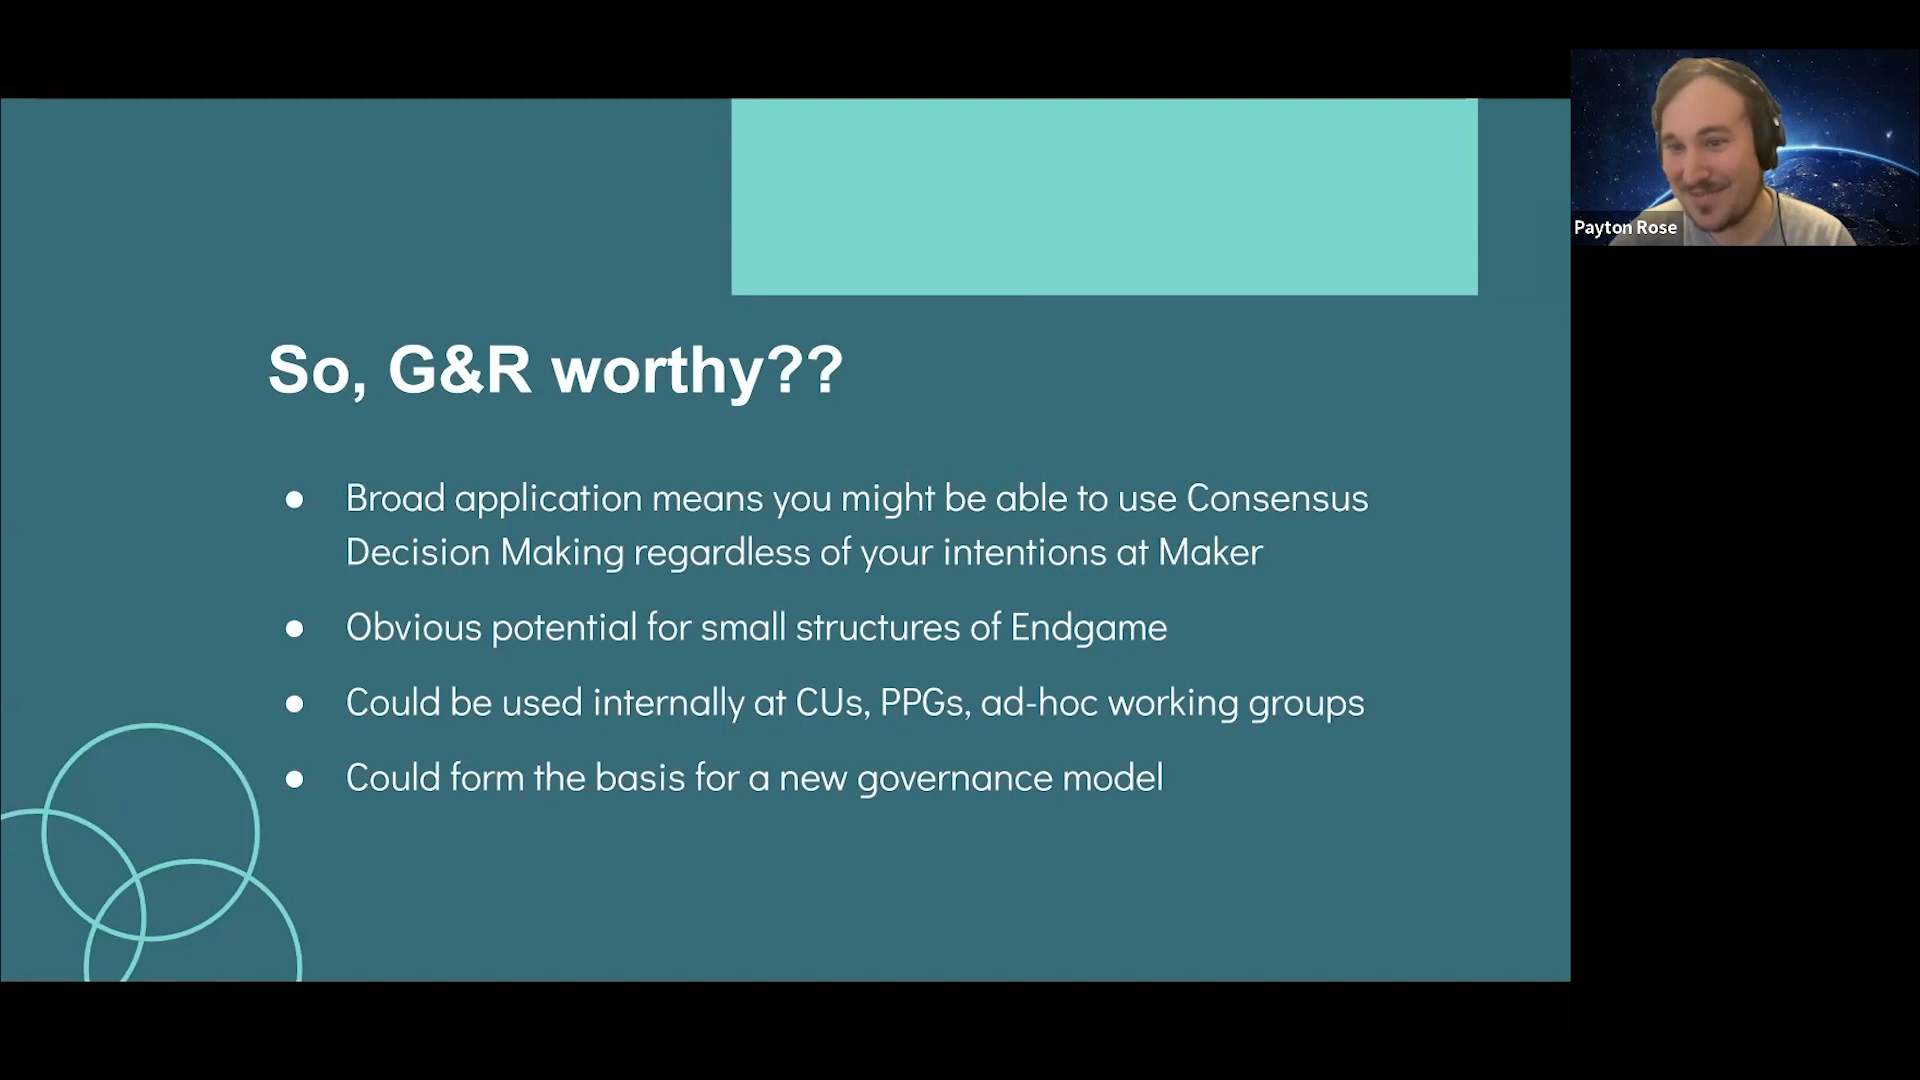 So, G&R worthy??
● Broad application means you might be able to use Consensus
Decision Making regardless of your intentions at Maker
● Obvious potential for small structures of Endgame
● Could be used internally at CUs, PPGs, ad-hoc working groups
● Could form the basis for a new governance model
Payton Rose